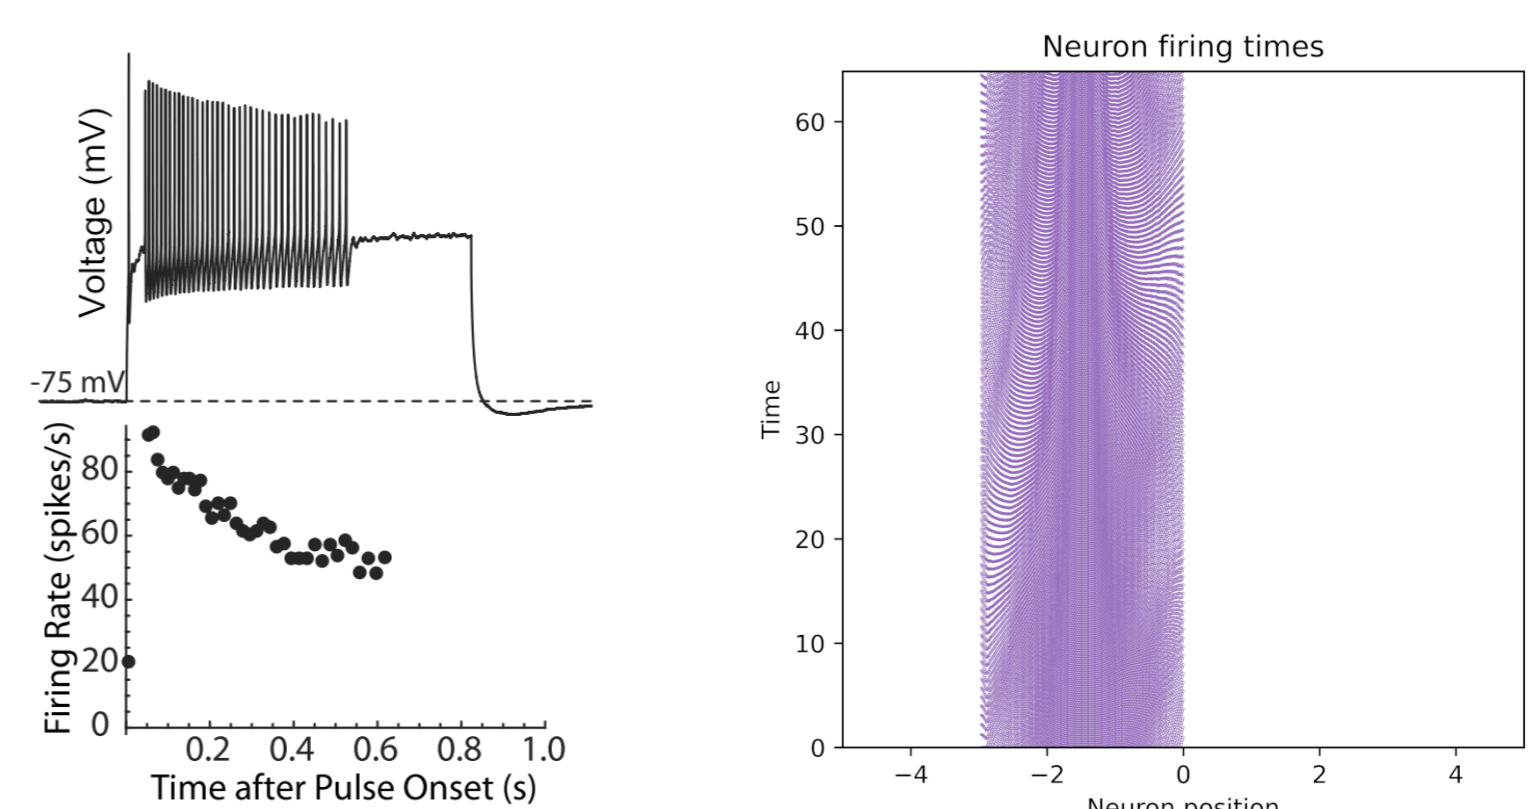 Voltage (mV)
-75 mV
Firing Rate (spikes/s)
80
60
40
20
0
0.2 0.4 0.6 0.8 1.0
Time after Pulse Onset (s)
Neuron firing times
Time
60
50
40
30
20
10
0
−4 −2 0 2 4
Neuron position